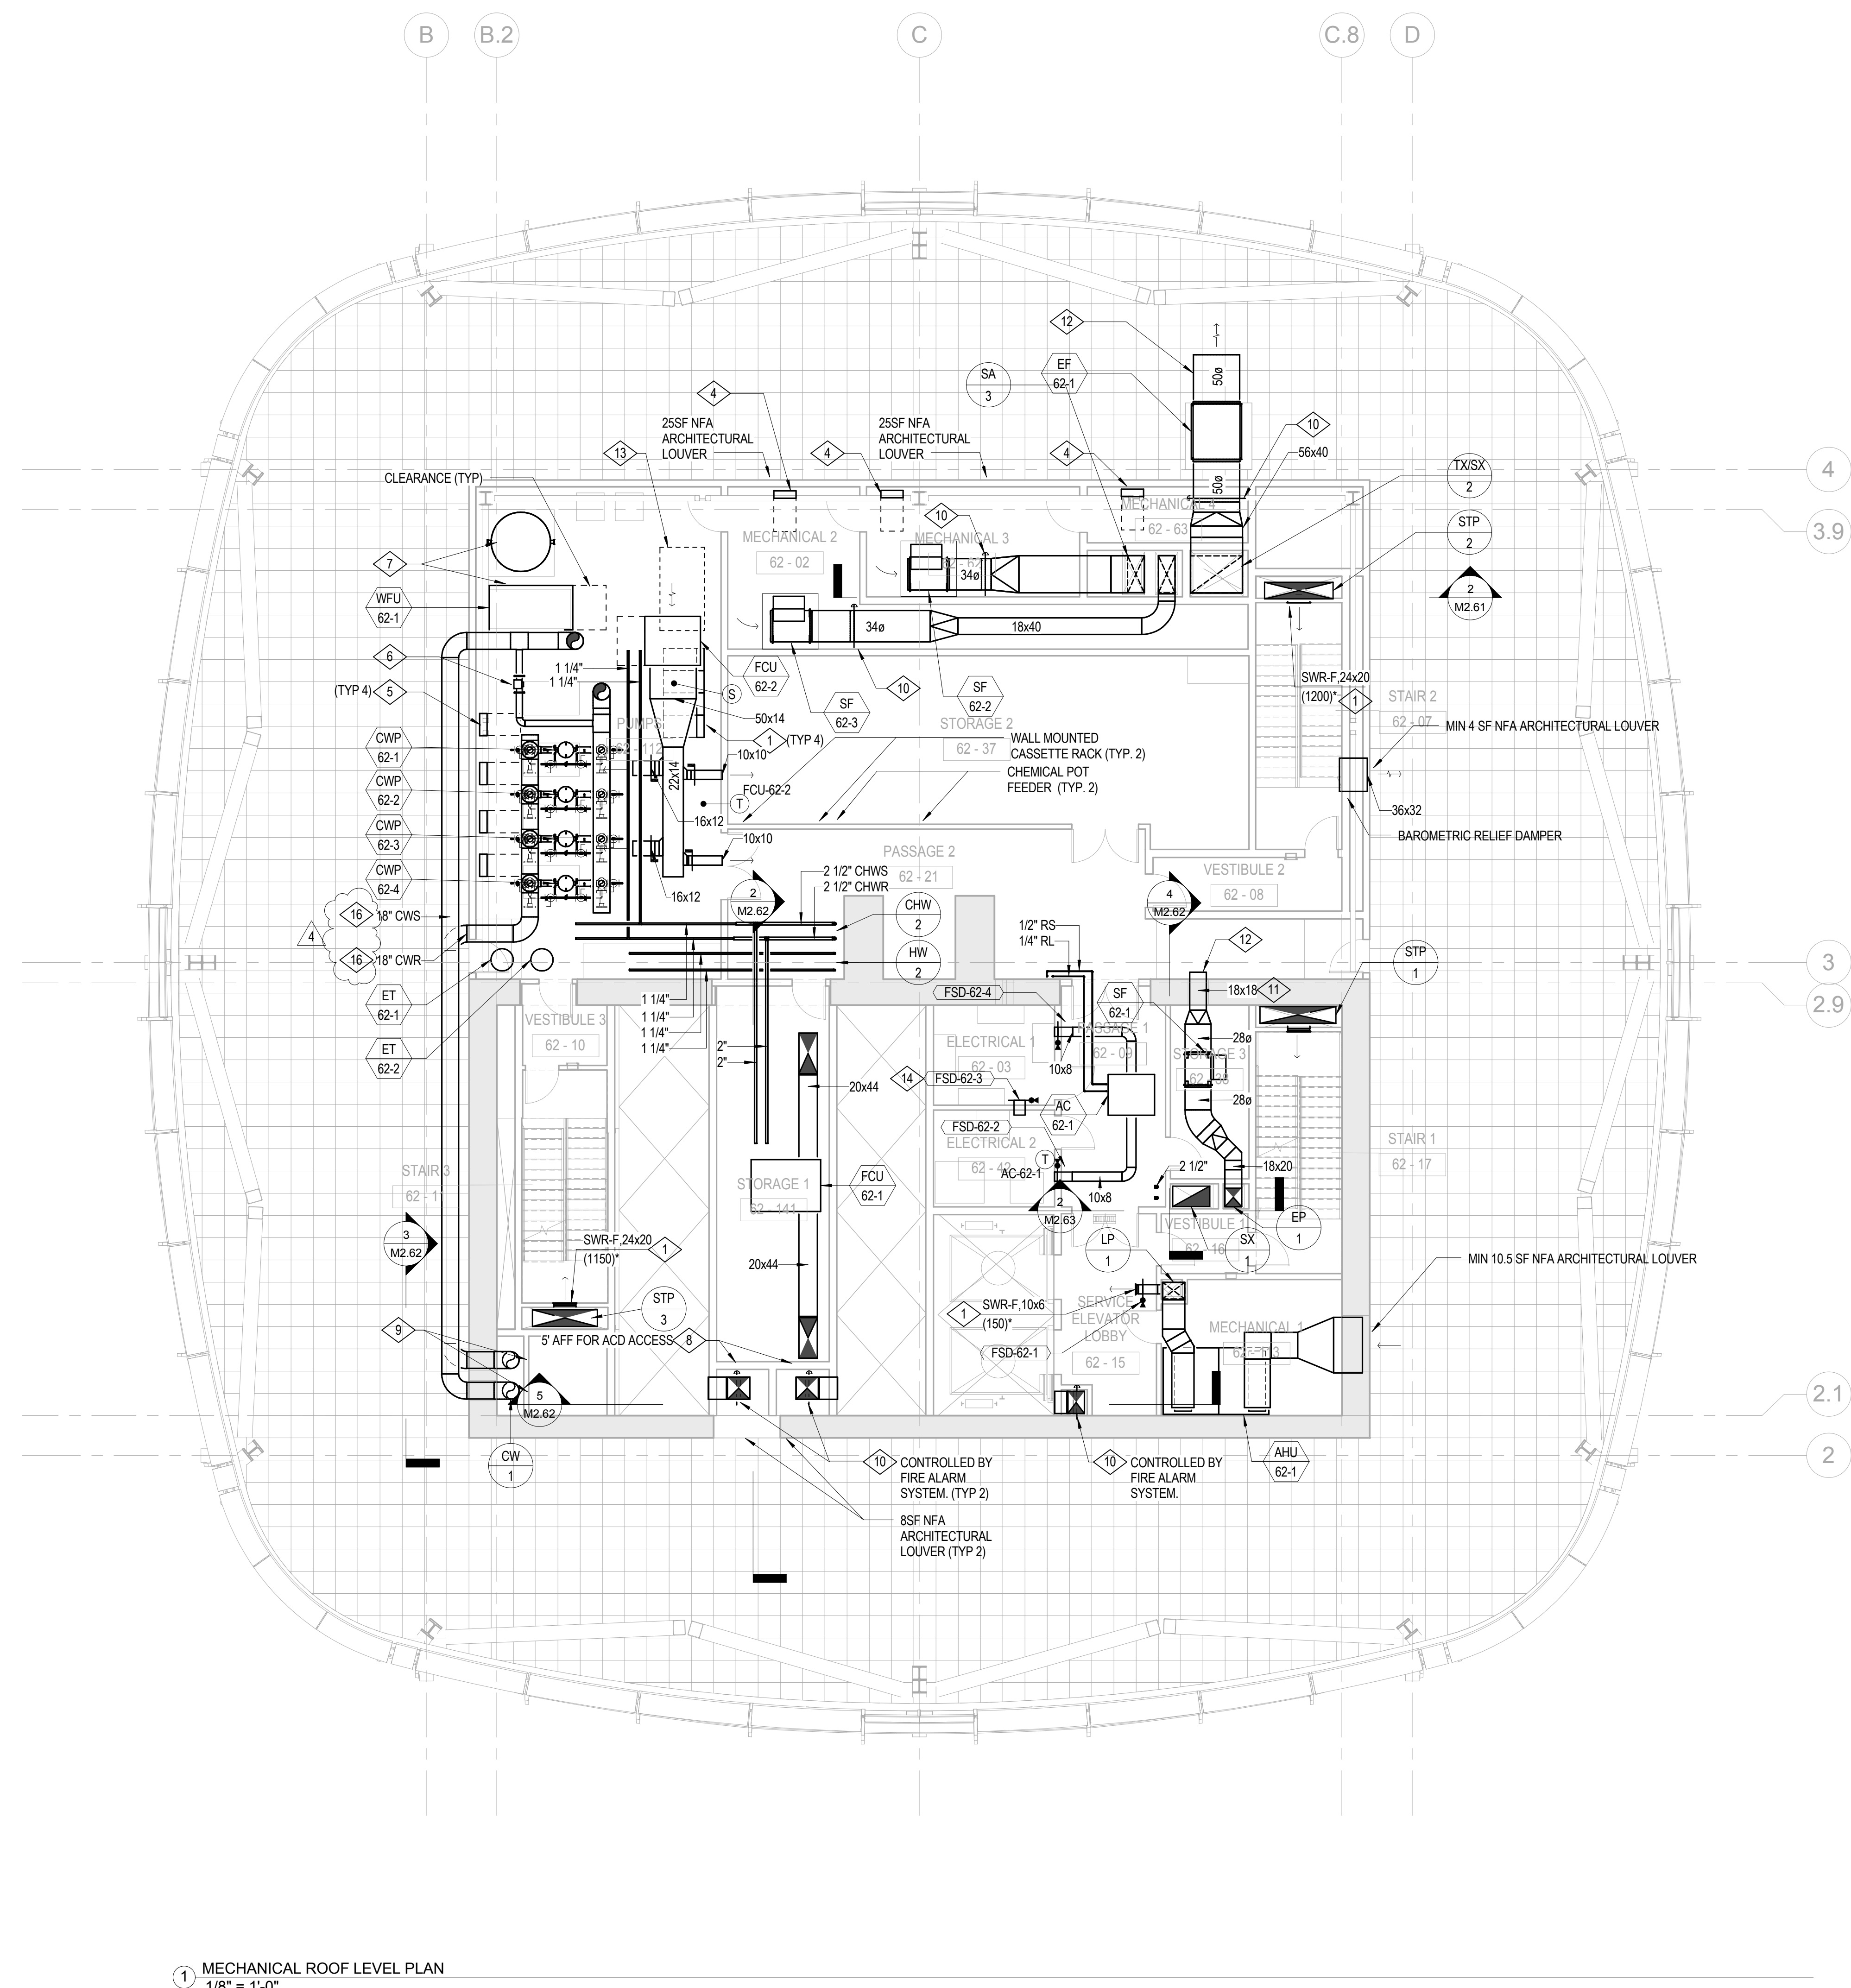 B
B.2
C
C.8
D
4
3.9
3
2.9
2.1
2
12
SA
3
EF
62-1
50ø
4
25SF NFA
ARCHITECTURAL
LOUVER
25SF NFA
ARCHITECTURAL
LOUVER
10
56x40
13
4
4
TX/SX
2
CLEARANCE (TYP)
50ø
MECHANICAL 4
62 - 63
10
MECHANICAL 2
62 - 02
MECHANICAL 3
STP
2
7
34ø
WFU
62-1
2
M2.61
34ø
18x40
6
1 1/4"
1 1/4"
FCU
62-2
10
SF
62-2
SF
62-3
SWR-F,24x20
(1200)*
1
STAIR 2
62 - 07
(TYP 4)
5
S
50x14
PUMPS
STORAGE 2
62 - 37
MIN 4 SF NFA ARCHITECTURAL LOUVER
1
(TYP 4)
WALL MOUNTED
CASSETTE RACK (TYP. 2)
CWP
62-1
10x10
22x14
CHEMICAL POT
FEEDER (TYP. 2)
CWP
62-2
FCU-62-2
T
36x32
16x12
CWP
62-3
10x10
BAROMETRIC RELIEF DAMPER
PASSAGE 2
62 - 21
VESTIBULE 2
62 - 08
CWP
62-4
2 1/2" CHWS
2 1/2" CHWR
16x12
2
M2.62
4
M2.62
CHW
2
16
18" CWS
4
1/2" RS
1/4" RL
12
HW
2
STP
1
16
18" CWR
ET
62-1
1 1/4"
1 1/4"
1 1/4"
1 1/4"
FSD-62-4
SF
62-1
18x18
11
VESTIBULE 3
62 - 10
ELECTRICAL 1
62 - 03
PASSAGE 1
62 - 09
28ø
STORAGE 3
ET
62-2
2"
2"
10x8
14
FSD-62-3
20x44
28ø
AC
62-1
FSD-62-2
ELECTRICAL 2
STAIR 1
62 - 17
STAIR 3
T
AC-62-1
2 1/2"
18x20
STORAGE 1
62 - 141
FCU
62-1
10x8
2
M2.63
3
M2.62
VESTIBULE 1
EP
1
SWR-F,24x20
(1150)*
1
LP
1
SX
1
20x44
MIN 10.5 SF NFA ARCHITECTURAL LOUVER
STP
3
1
SWR-F,10x6
(150)*
SERVICE
ELEVATOR
LOBBY
62 - 15
MECHANICAL 1
9
5' AFF FOR ACD ACCESS
8
FSD-62-1
5
M2.62
CW
1
10
CONTROLLED BY
FIRE ALARM
SYSTEM. (TYP 2)
10
CONTROLLED BY
FIRE ALARM
SYSTEM.
AHU
62-1
8SF NFA
ARCHITECTURAL
LOUVER (TYP 2)
1
MECHANICAL ROOF LEVEL PLAN
1/8" = 1'-0"